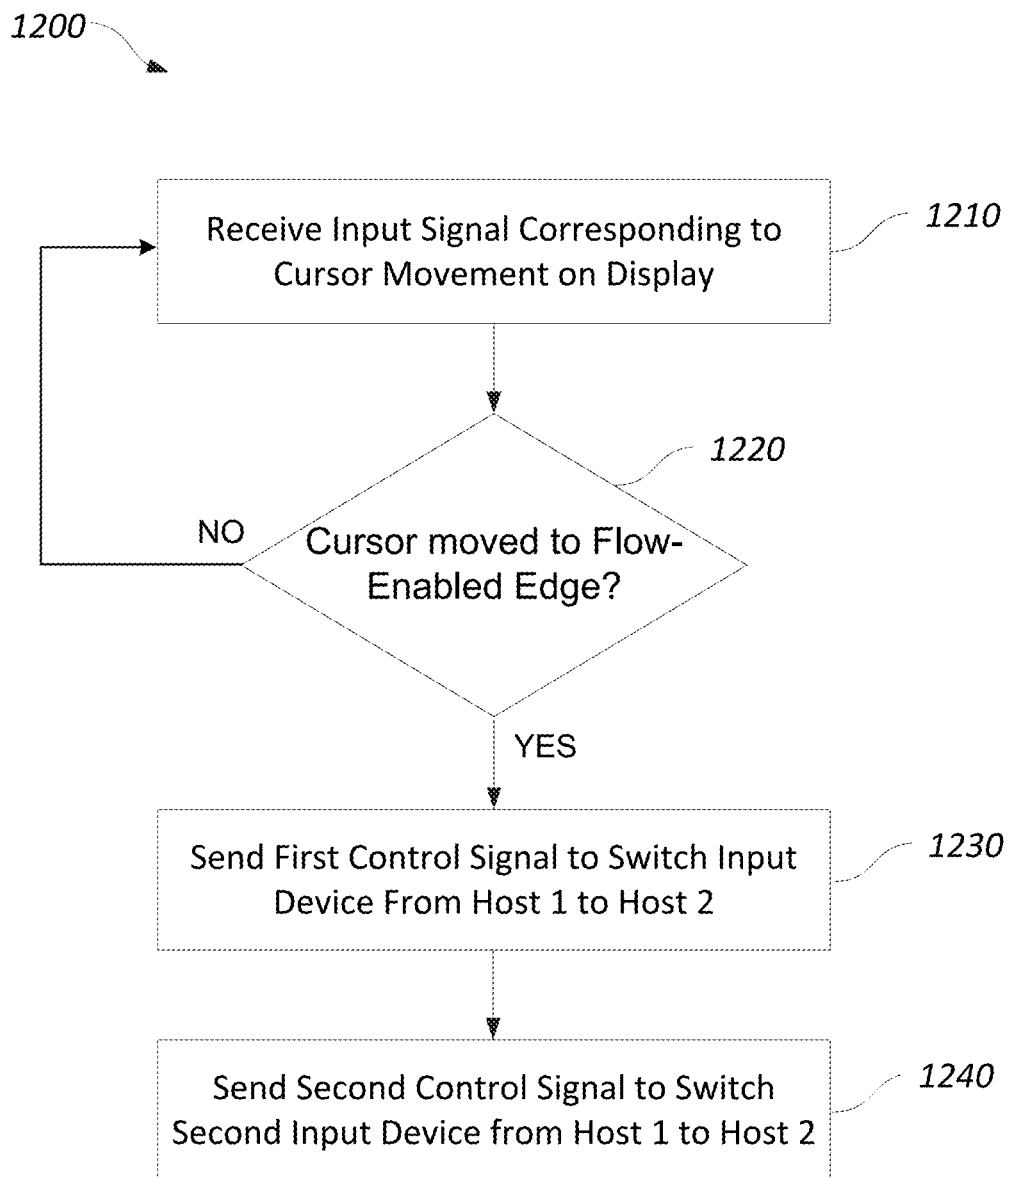 1200
Receive Input Signal Corresponding to
Cursor Movement on Display
1210
1220
NO
Cursor moved to Flow-
Enabled Edge?
YES
Send First Control Signal to Switch Input
Device From Host 1 to Host 2
1230
Send Second Control Signal to Switch
Second Input Device from Host 1 to Host 2
1240